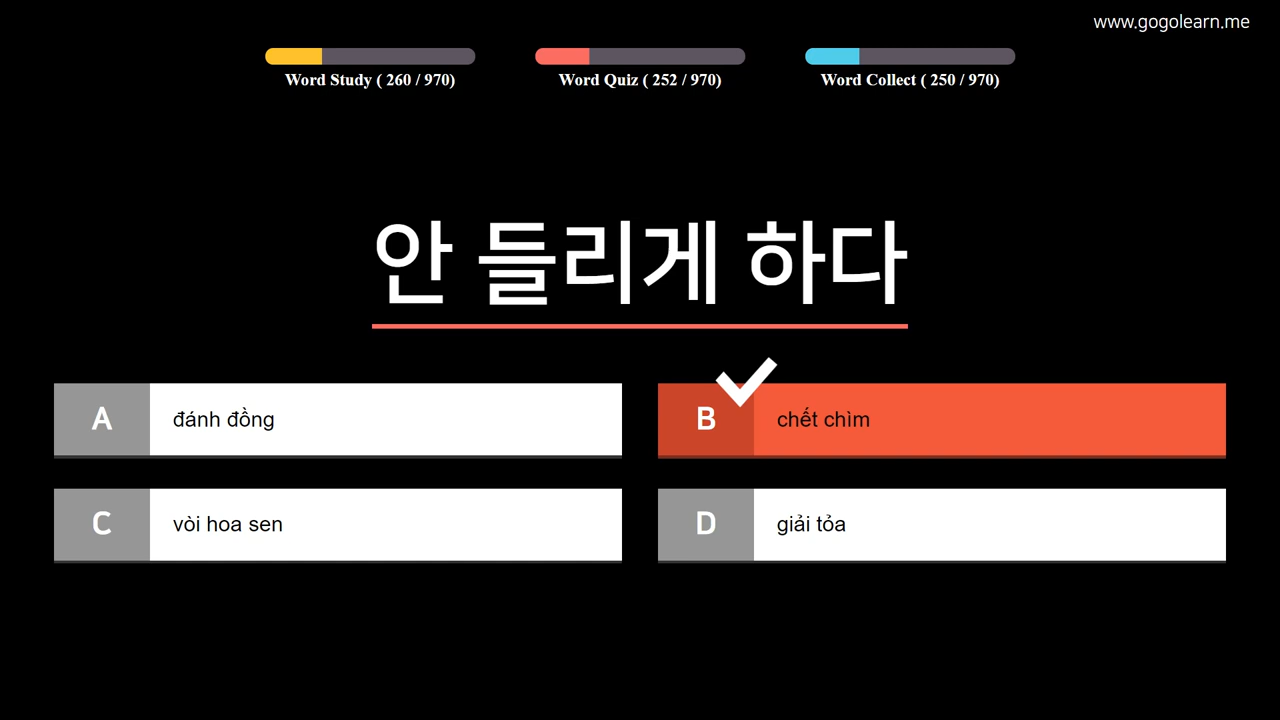 www.gogolearn.me
Word Study ( 260 / 970)
Word Quiz ( 252 / 970)
Word Collect ( 250 / 970)
안 들리게 하다
A đánh đồng
B chết chìm
C vòi hoa sen
D giải tỏa